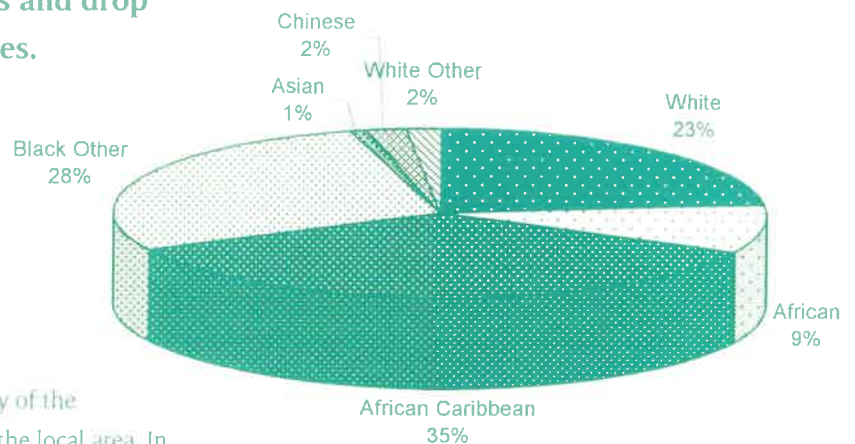 s and drop
es.
Chinese
2%
White Other
2%
Asian
1%
White
23%
Black Other
28%
African
9%
African Caribbean
35%
y of the
the local area. In